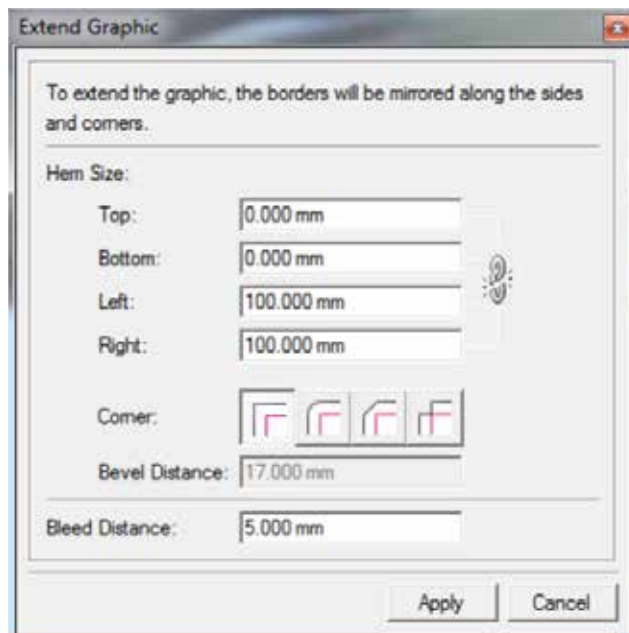 Extend Graphic
To extend the graphic, the borders will be mirrored along the sides
and corners.
Hem Size:
Top: 0.000 mm
Bottom: 0.000 mm
Left: 100.000 mm
Right: 100.000 mm
Corner:
Bevel Distance: 17.000 mm
Bleed Distance: 5.000 mm
Apply Cancel